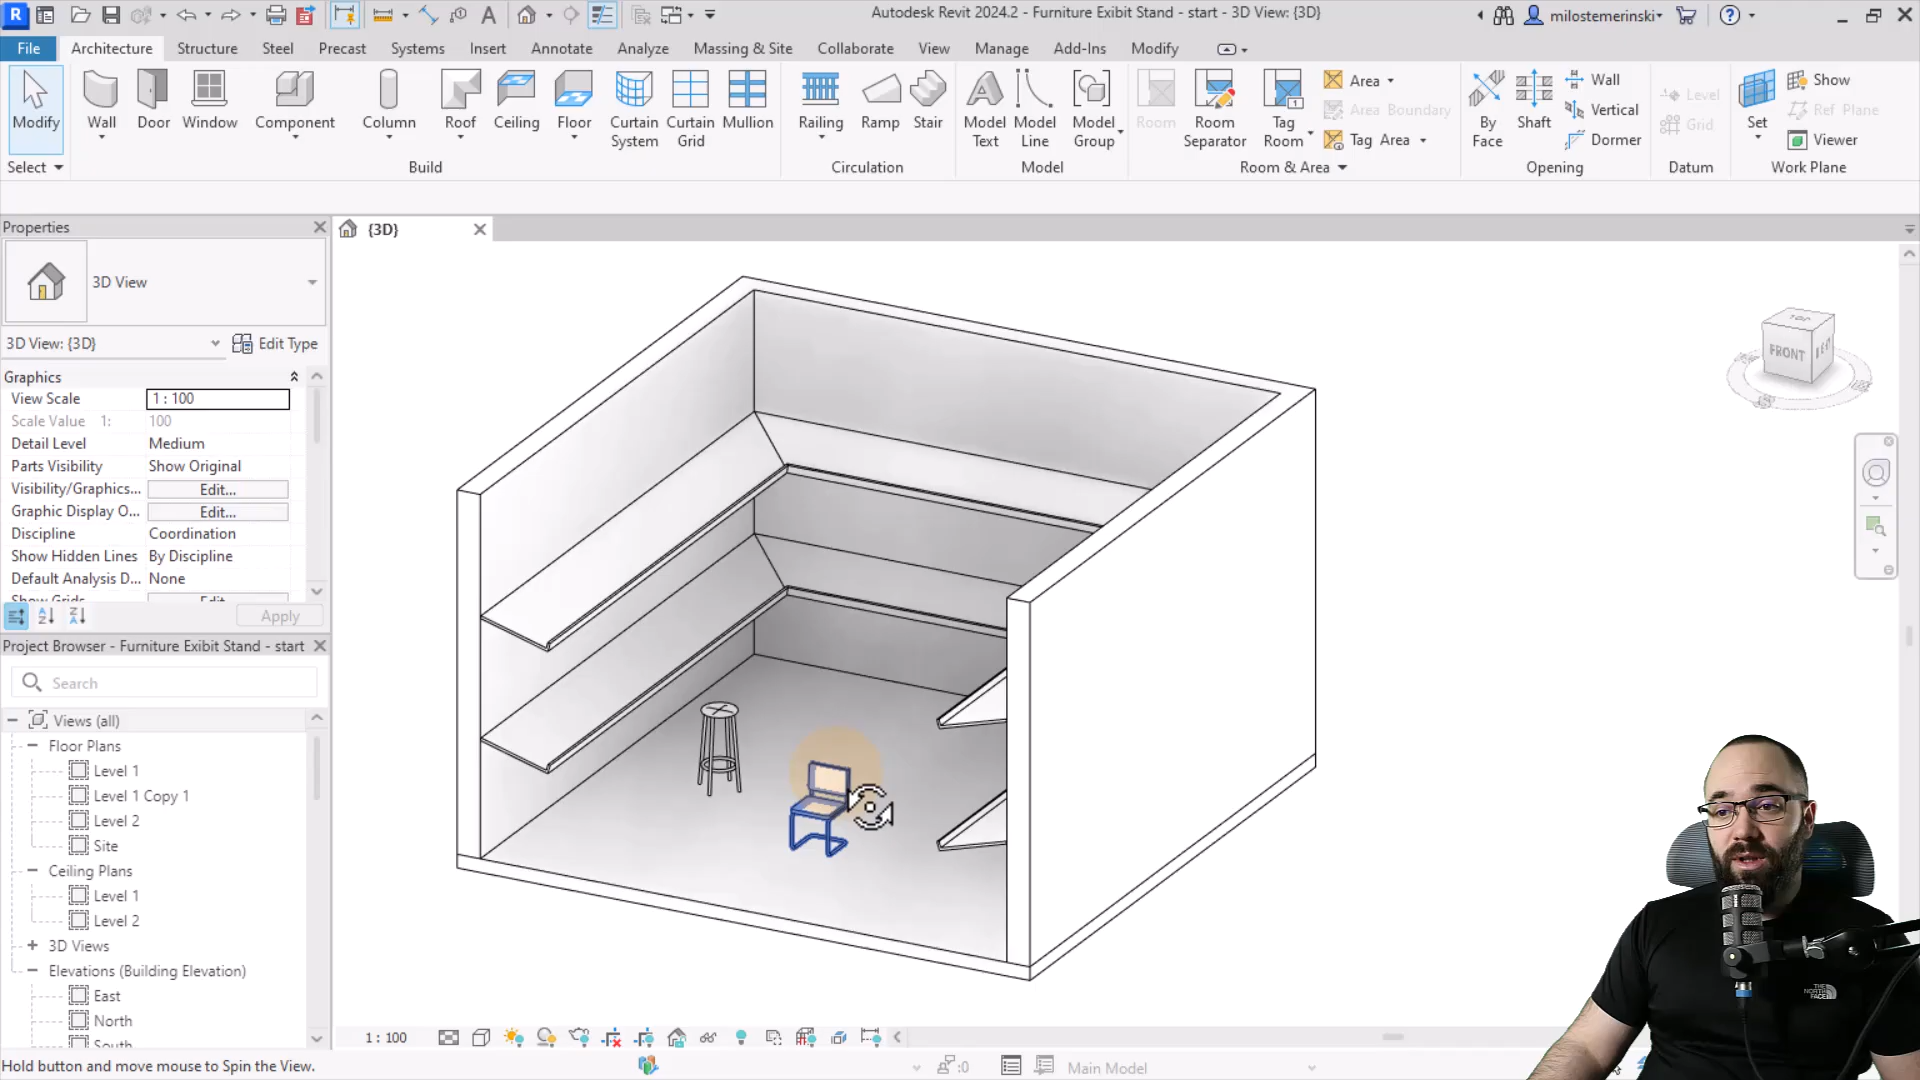 Autodesk Revit 2024.2 - Furniture Exibit Stand - start - 3D View: {3D}
milostemerinski
File
Architecture
Structure
Steel
Precast
Systems
Insert
Annotate
Analyze
Massing & Site
Collaborate
View
Manage
Add-Ins
Modify
Modify
Wall
Door
Window
Component
Column
Roof
Ceiling
Floor
Curtain
System
Curtain
Grid
Mullion
Railing
Ramp
Stair
Model
Text
Model
Line
Model
Group
Room
Room
Separator
Tag
Room
Area
Area Boundary
Tag Area
By
Face
Shaft
Wall
Vertical
Dormer
Level
Grid
Set
Show
Ref Plane
Viewer
Select
Build
Circulation
Model
Room & Area
Opening
Datum
Work Plane
Properties
{3D}
3D View
3D View: {3D}
Edit Type
Graphics
View Scale 1 : 100
Scale Value 1: 100
Detail Level Medium
Parts Visibility Show Original
Visibility/Graphics... Edit...
Graphic Display O... Edit...
Discipline Coordination
Show Hidden Lines By Discipline
Default Analysis D... None
Show Grids Edit...
Apply
Project Browser - Furniture Exibit Stand - start
Search
Views (all)
Floor Plans
Level 1
Level 1 Copy 1
Level 2
Site
Ceiling Plans
Level 1
Level 2
3D Views
Elevations (Building Elevation)
East
North
South
TOP
FRONT
1 : 100
Hold button and move mouse to Spin the View.
:0
Main Model
THE
NORTH
FACE